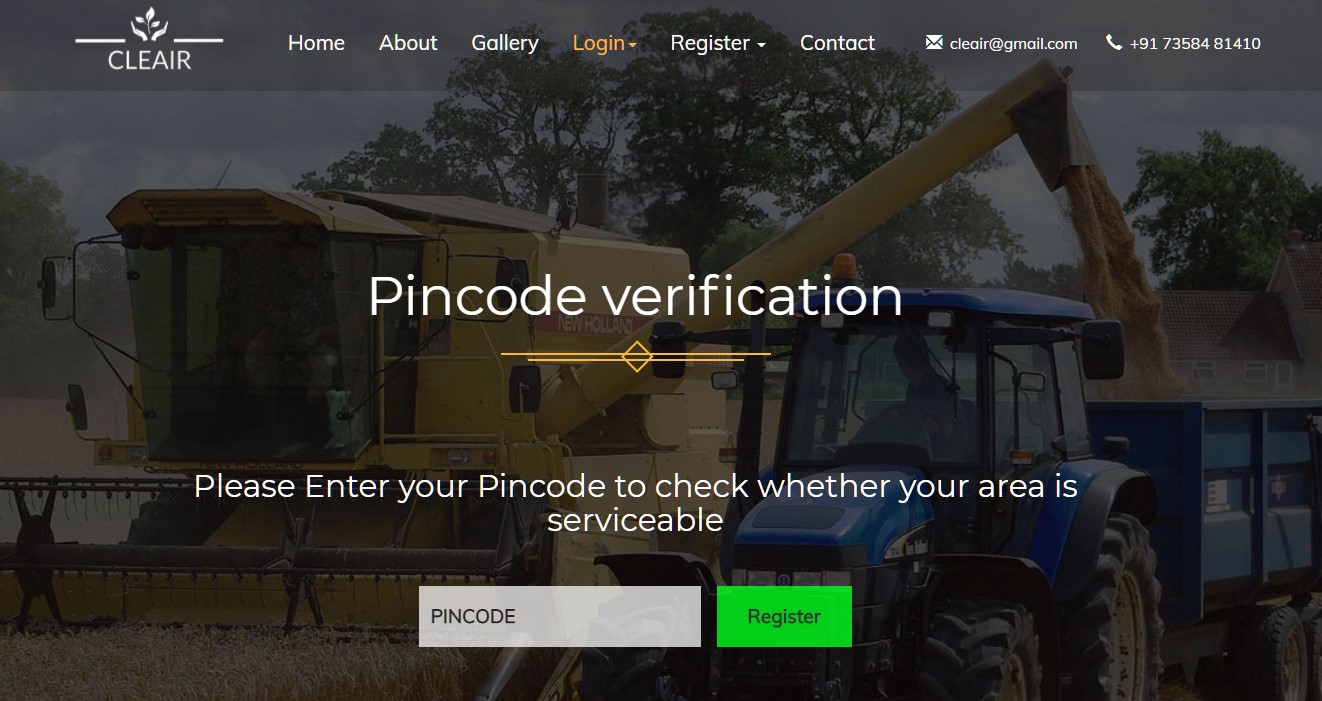 CLEAIR
Home About Gallery Login Register Contact cleair@gmail.com +91 73584 81410
Pincode verification
NEW HOLLAND
Please Enter your Pincode to check whether your area is
serviceable
PINCODE Register